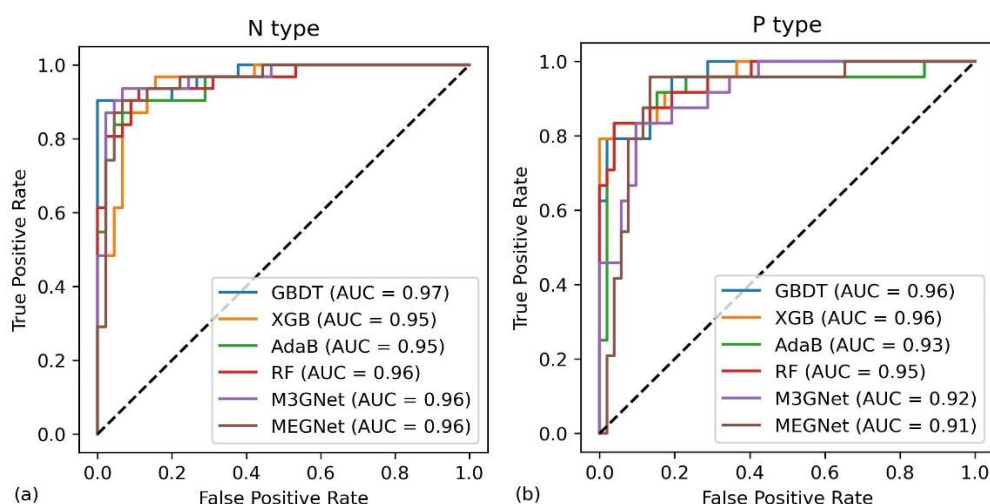 N type
True Positive Rate
1.0
0.8
0.6
0.4
0.2
0.0
GBDT (AUC = 0.97)
XGB (AUC = 0.95)
AdaB (AUC = 0.95)
RF (AUC = 0.96)
M3GNet (AUC = 0.96)
MEGNet (AUC = 0.96)
0.0 0.2 0.4 0.6 0.8 1.0
False Positive Rate
(a)
P type
True Positive Rate
1.0
0.8
0.6
0.4
0.2
0.0
GBDT (AUC = 0.96)
XGB (AUC = 0.96)
AdaB (AUC = 0.93)
RF (AUC = 0.95)
M3GNet (AUC = 0.92)
MEGNet (AUC = 0.91)
0.0 0.2 0.4 0.6 0.8 1.0
False Positive Rate
(b)